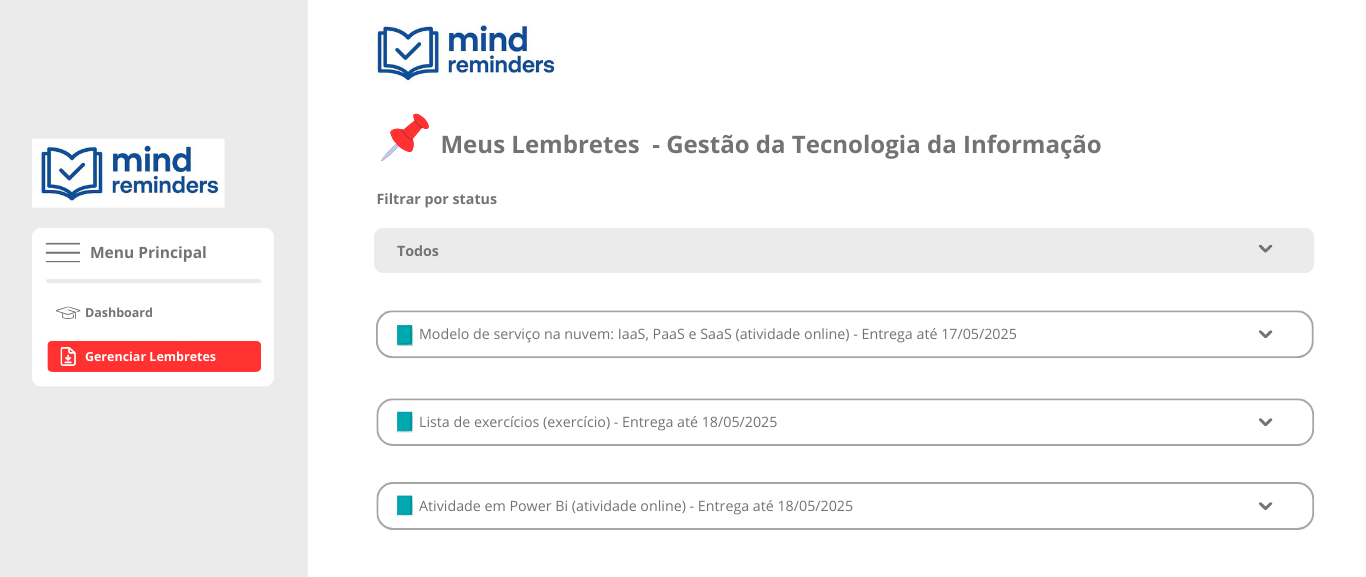 mind
reminders
Menu Principal
Dashboard
Gerenciar Lembretes
mind
reminders
Meus Lembretes - Gestão da Tecnologia da Informação
Filtrar por status
Todos
Modelo de serviço na nuvem: IaaS, PaaS e SaaS (atividade online) - Entrega até 17/05/2025
Lista de exercícios (exercício) - Entrega até 18/05/2025
Atividade em Power Bi (atividade online) - Entrega até 18/05/2025